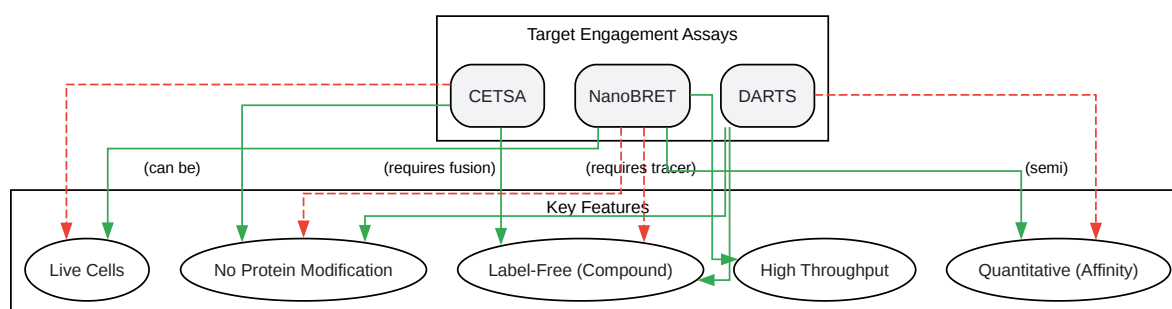 Target Engagement Assays
CETSA
NanoBRET
DARTS
(can be)
(requires fusion)
(requires tracer)
(semi)
Key Features
Live Cells
No Protein Modification
Label-Free (Compound)
High Throughput
Quantitative (Affinity)